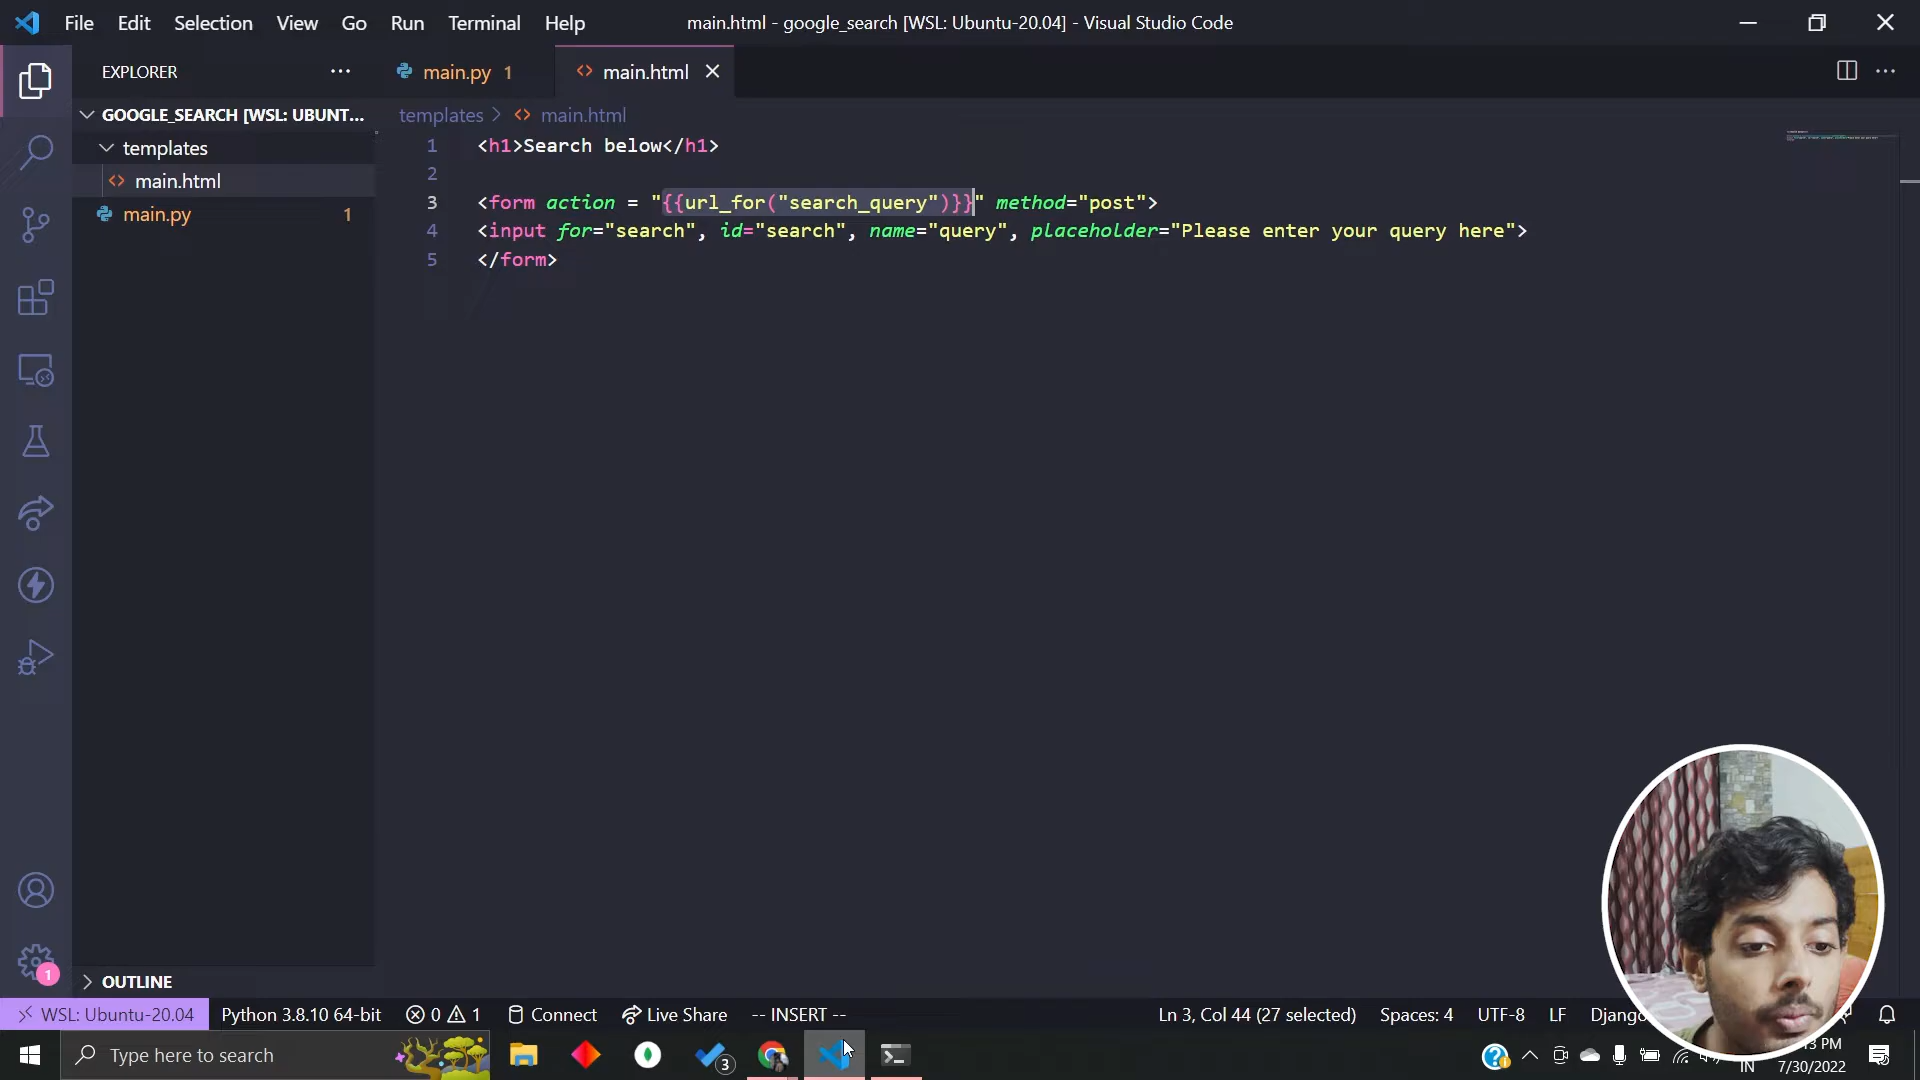 File Edit Selection View Go Run Terminal Help
main.html - google_search [WSL: Ubuntu-20.04] - Visual Studio Code
EXPLORER
main.py 1
main.html
GOOGLE_SEARCH [WSL: UBUNT...
templates > main.html
templates
main.html
main.py 1
1 <h1>Search below</h1>
2
3 <form action = "{{url_for("search_query")}}" method="post">
4 <input for="search", id="search", name="query", placeholder="Please enter your query here">
5 </form>
1
OUTLINE
WSL: Ubuntu-20.04 Python 3.8.10 64-bit 0 1 Connect Live Share -- INSERT -- Ln 3, Col 44 (27 selected) Spaces: 4 UTF-8 LF
Type here to search
3
PM
IN
7/30/2022